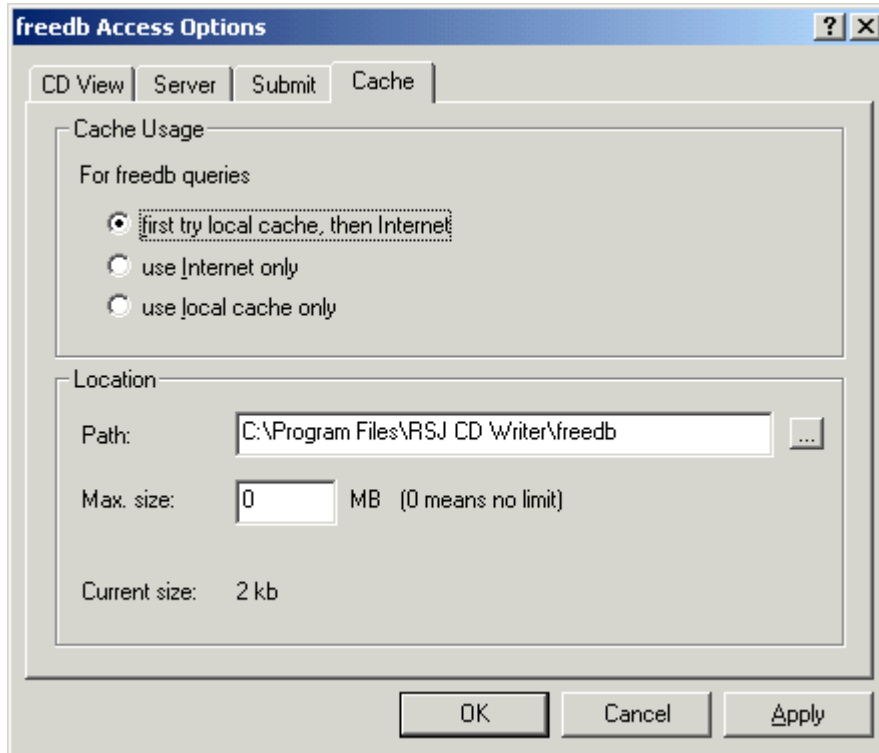 freedb Access Options
CD View Server Submit Cache
Cache Usage
For freedb queries
first try local cache, then Internet
use Internet only
use local cache only
Location
Path: C:\Program Files\RSJ CD Writer\freedb ...
Max. size: 0 MB (0 means no limit)
Current size: 2 kb
OK Cancel Apply